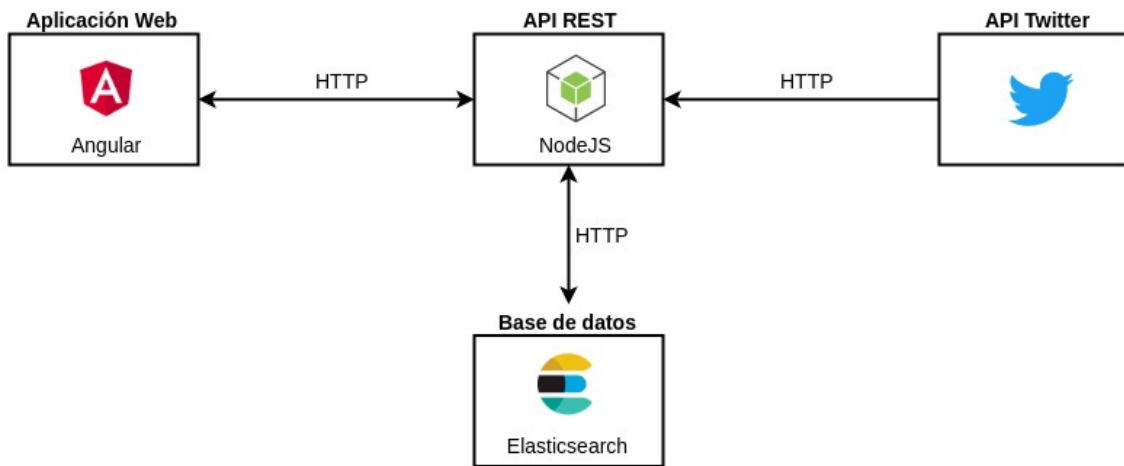 Aplicación Web
API REST
API Twitter
HTTP
HTTP
A
Angular
NodeJS
HTTP
Base de datos
Elasticsearch